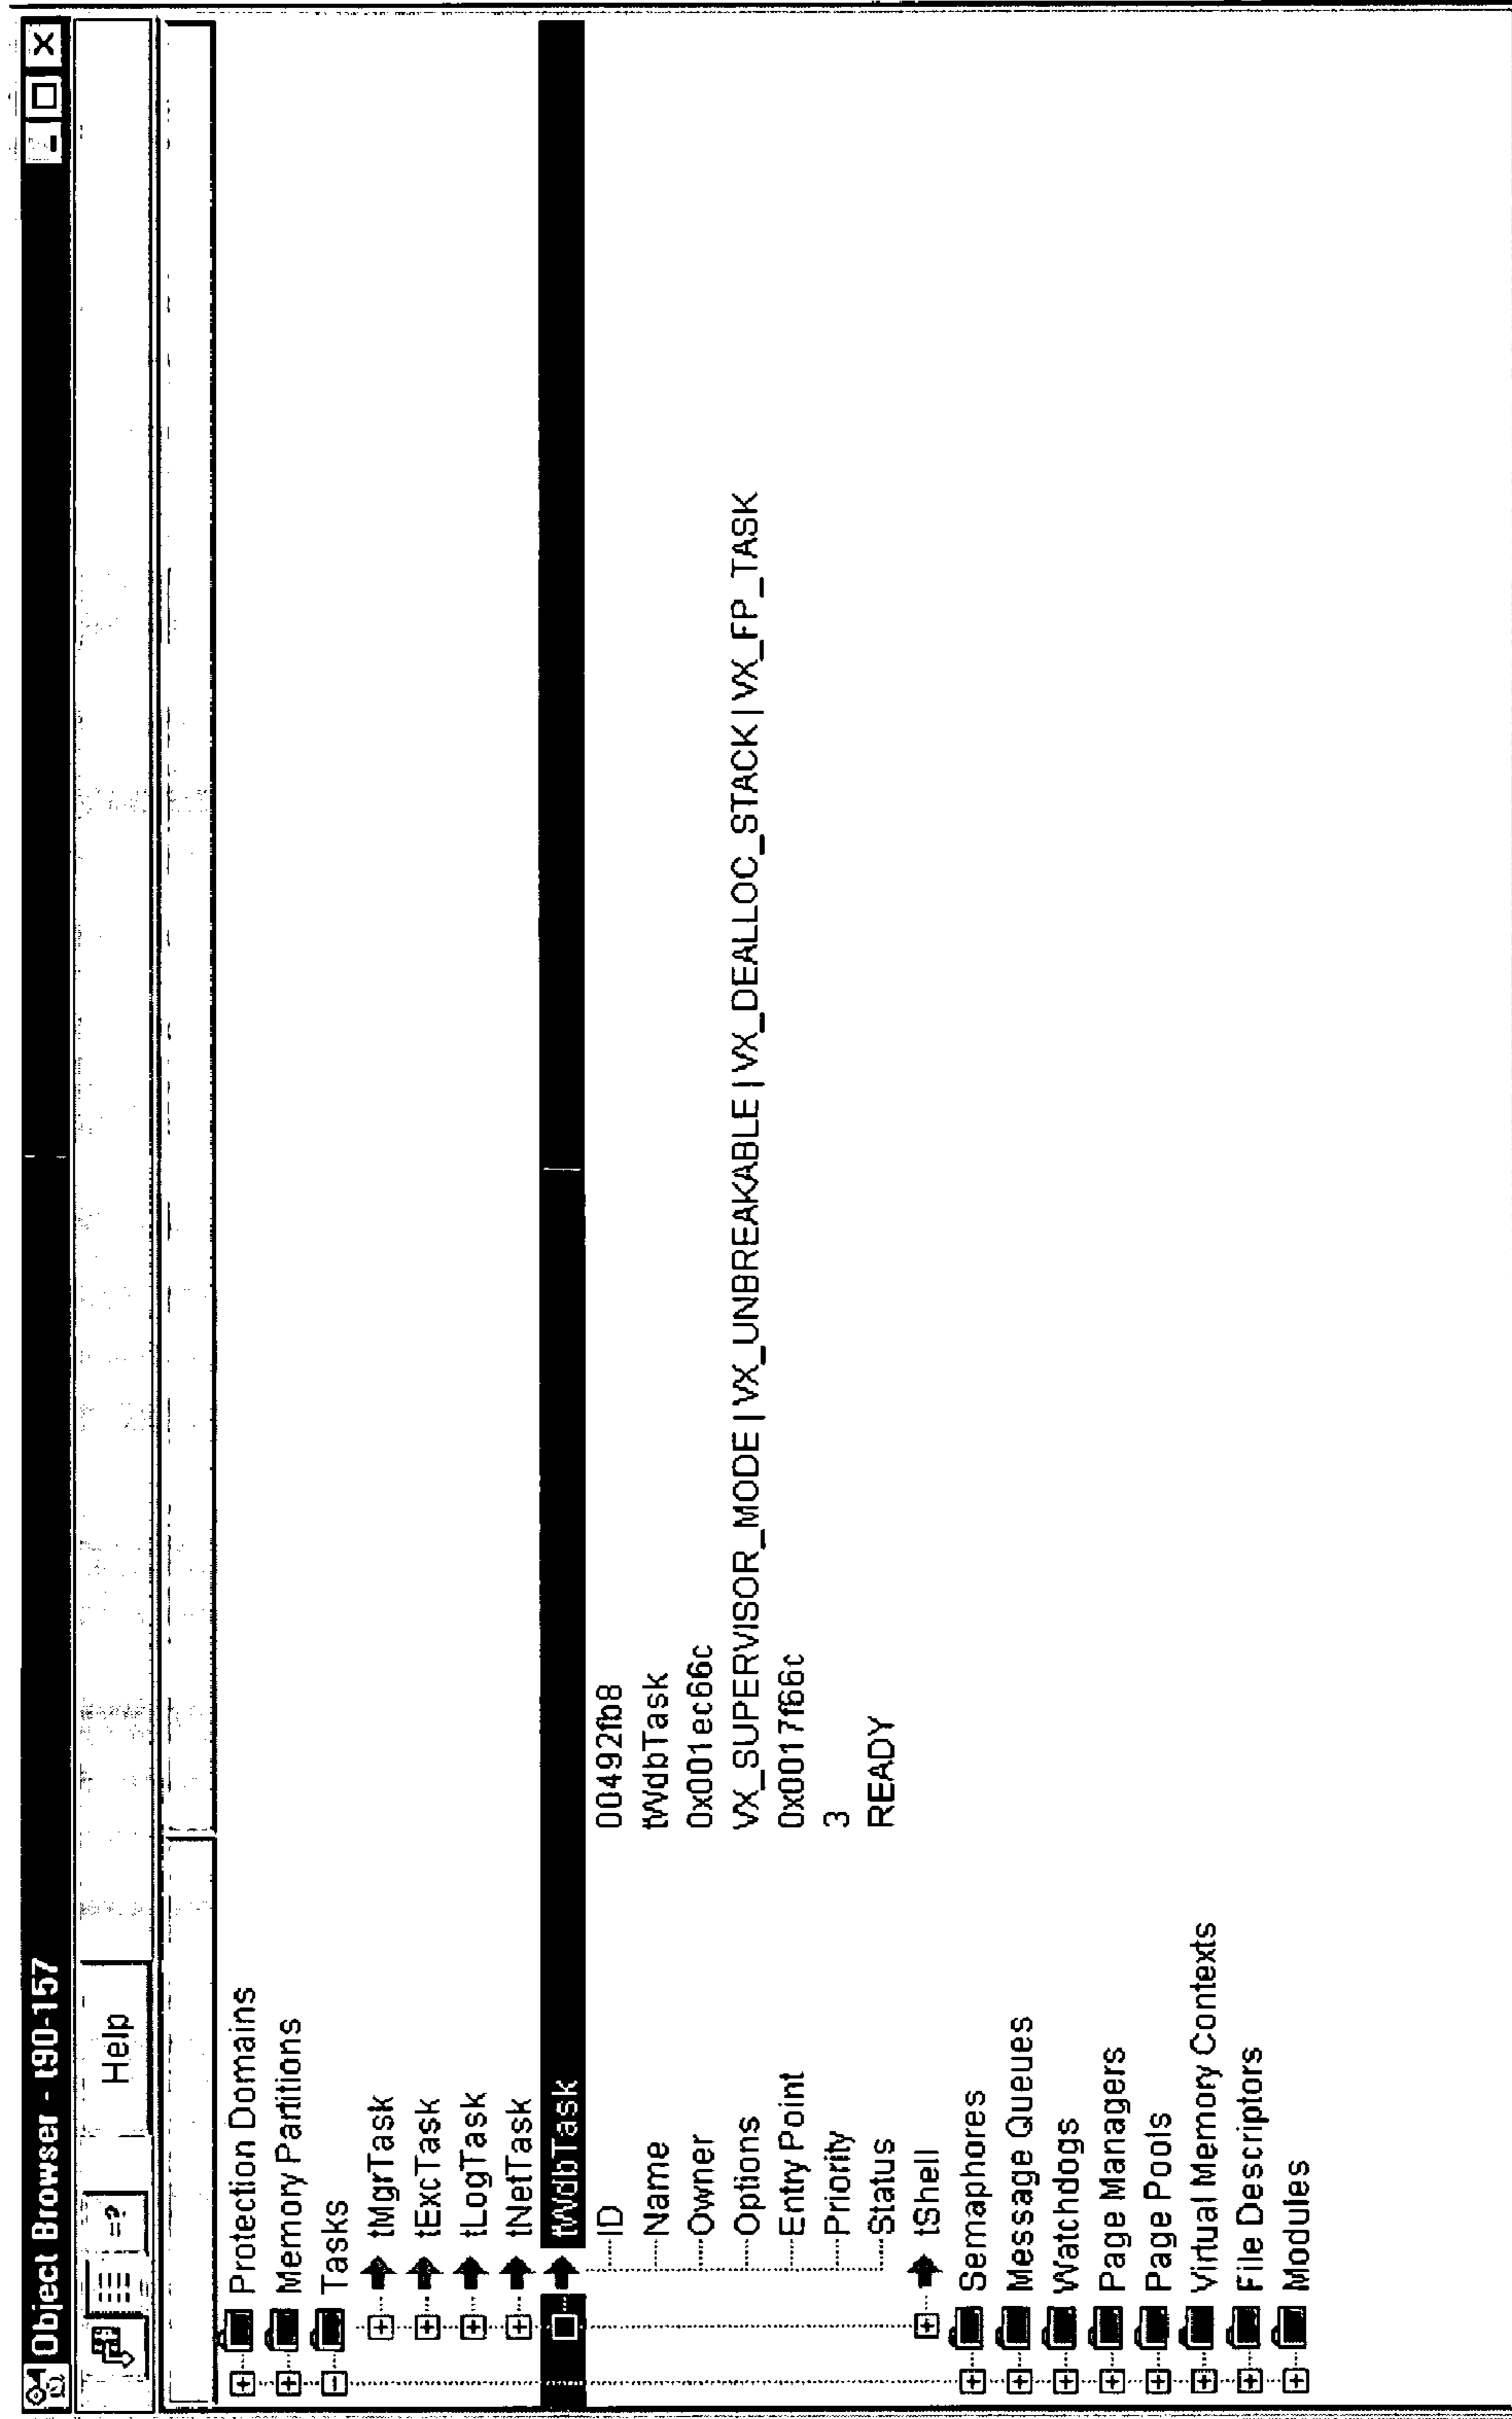 Object Browser - t90-157
=? Help
Protection Domains
Memory Partitions
Tasks
tMgrTask
tExcTask
tLogTask
tNetTask
tWdbTask
ID 00492fb8
Name tWdbTask
Owner 0x001ec66c
Options VX_SUPERVISOR_MODE | VX_UNBREAKABLE | VX_DEALLOC_STACK | VX_FP_TASK
Entry Point 0x0017f66c
Priority 3
Status READY
tShell
Semaphores
Message Queues
Watchdogs
Page Managers
Page Pools
Virtual Memory Contexts
File Descriptors
Modules